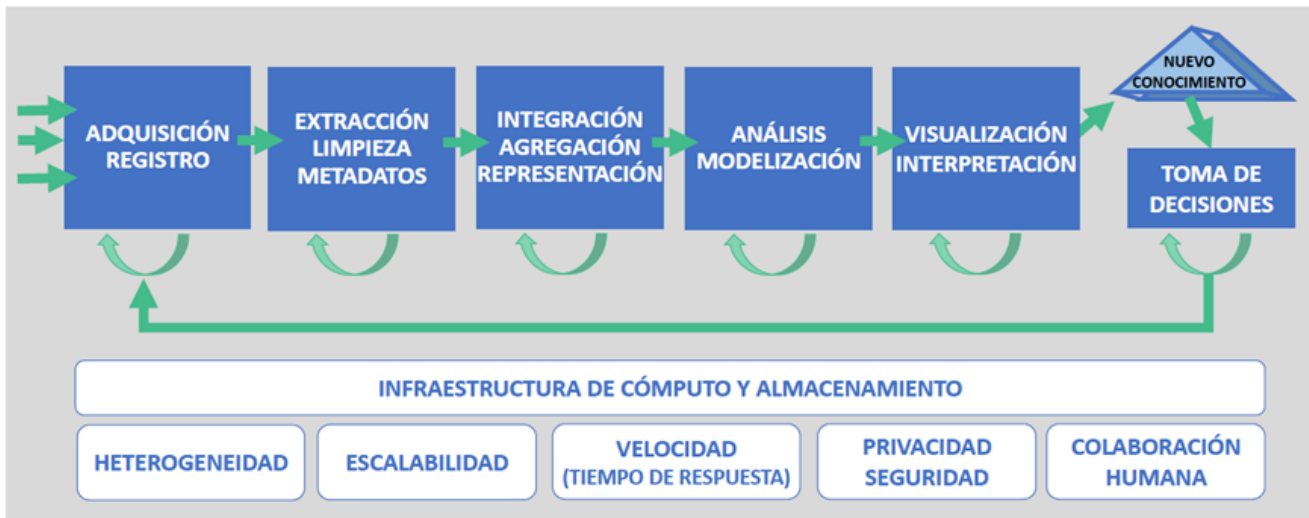 ADQUISICIÓN
REGISTRO
EXTRACCIÓN
LIMPIEZA
METADATOS
INTEGRACIÓN
AGREGACIÓN
REPRESENTACIÓN
ANÁLISIS
MODELIZACIÓN
VISUALIZACIÓN
INTERPRETACIÓN
NUEVO
CONOCIMIENTO
TOMA DE
DECISIONES
INFRAESTRUCTURA DE CÓMPUTO Y ALMACENAMIENTO
HETEROGENEIDAD
ESCALABILIDAD
VELOCIDAD
(TIEMPO DE RESPUESTA)
PRIVACIDAD
SEGURIDAD
COLABORACIÓN
HUMANA